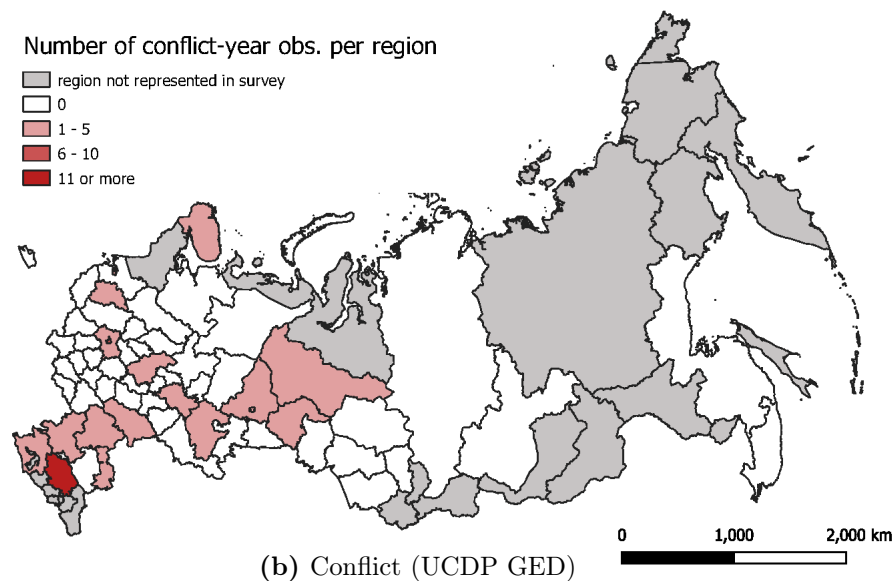 Number of conflict-year obs. per region
region not represented in survey
0
1 - 5
6 - 10
11 or more
0 1,000 2,000 km
(b) Conflict (UCDP GED)